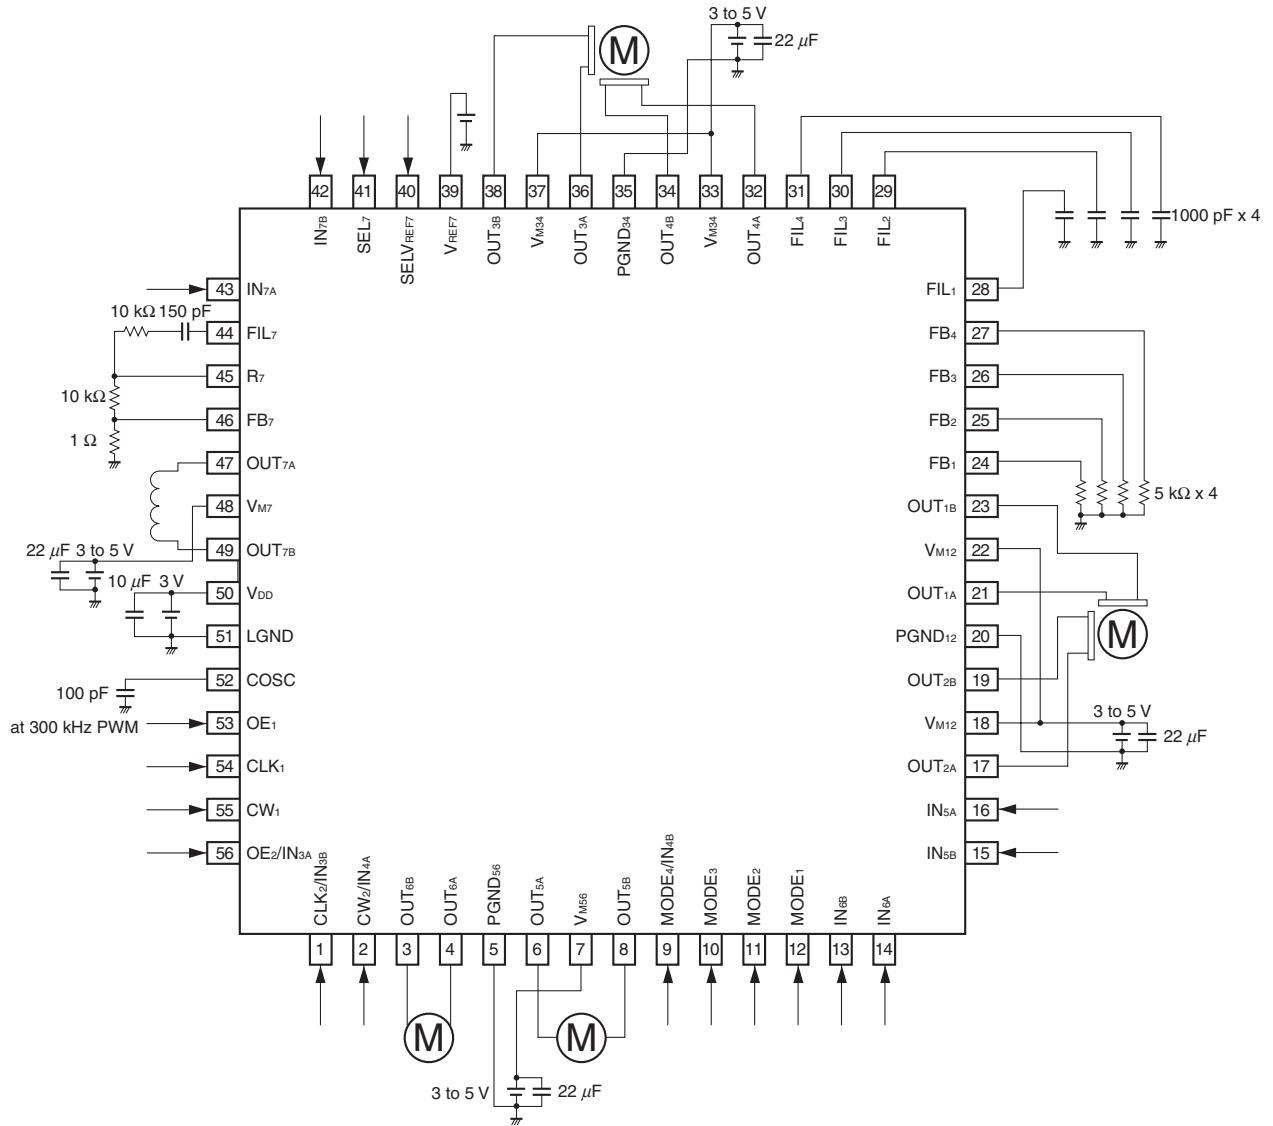 3 to 5 V
22 μF
M
42 41 40 39 38 37 36 35 34 33 32 31 30 29
IN7B SEL7 SELVREF7 VREF7 OUT3B VM34 OUT3A PGND34 OUT4B VM34 OUT4A FIL4 FIL3 FIL2
1000 pF x 4
43 IN7A
10 kΩ 150 pF
44 FIL7
45 R7
10 kΩ
46 FB7
1 Ω
47 OUT7A
48 VM7
49 OUT7B
22 μF 3 to 5 V
50 VDD
10 μF 3 V
51 LGND
52 COSC
100 pF
at 300 kHz PWM
53 OE1
54 CLK1
55 CW1
56 OE2/IN3A
FIL1 28
FB4 27
FB3 26
FB2 25
FB1 24
5 kΩ x 4
OUT1B 23
VM12 22
OUT1A 21
M
PGND12 20
OUT2B 19
VM12 18
3 to 5 V
22 μF
OUT2A 17
IN5A 16
IN5B 15
CLK2/IN3B CW2/IN4A OUT6B OUT6A PGND56 OUT5A VM56 OUT5B MODE4/IN4B MODE3 MODE2 MODE1 IN6B IN6A
1 2 3 4 5 6 7 8 9 10 11 12 13 14
M M
3 to 5 V 22 μF